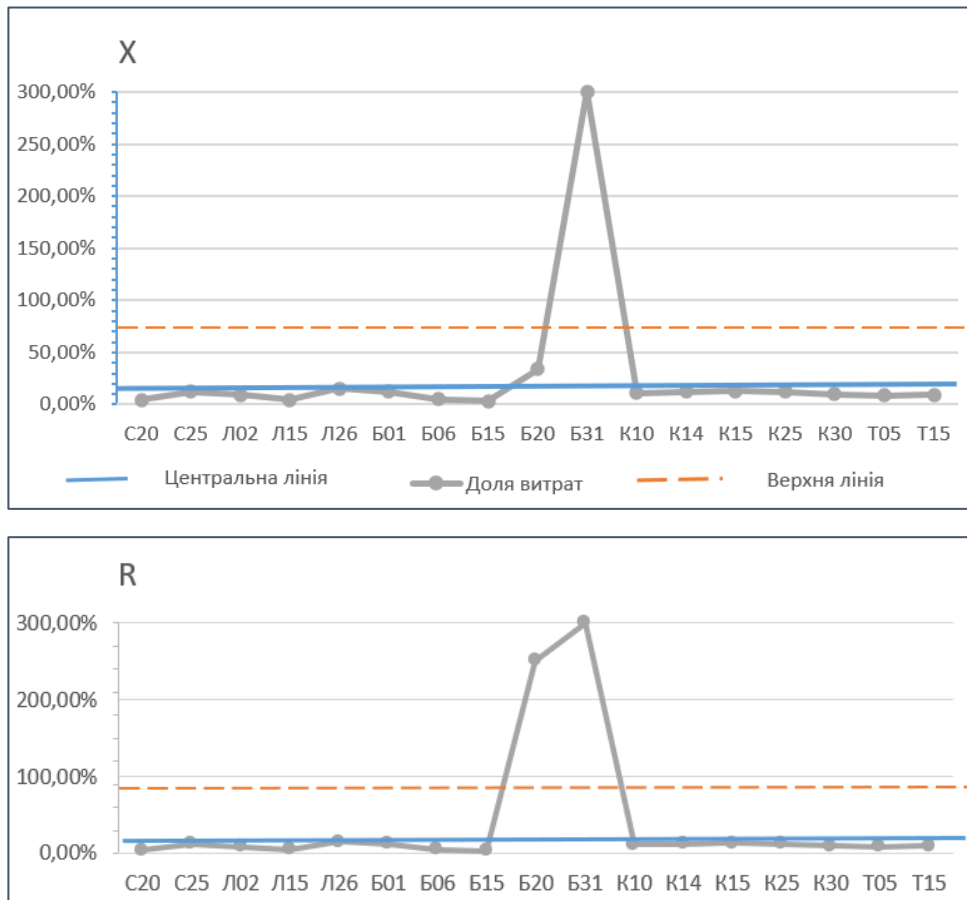 X
300,00%
250,00%
200,00%
150,00%
100,00%
50,00%
0,00%
С20 С25 Л02 Л15 Л26 Б01 Б06 Б15 Б20 Б31 К10 К14 К15 К25 К30 Т05 Т15
Центральна лінія Доля витрат Верхня лінія
R
300,00%
200,00%
100,00%
0,00%
С20 С25 Л02 Л15 Л26 Б01 Б06 Б15 Б20 Б31 К10 К14 К15 К25 К30 Т05 Т15